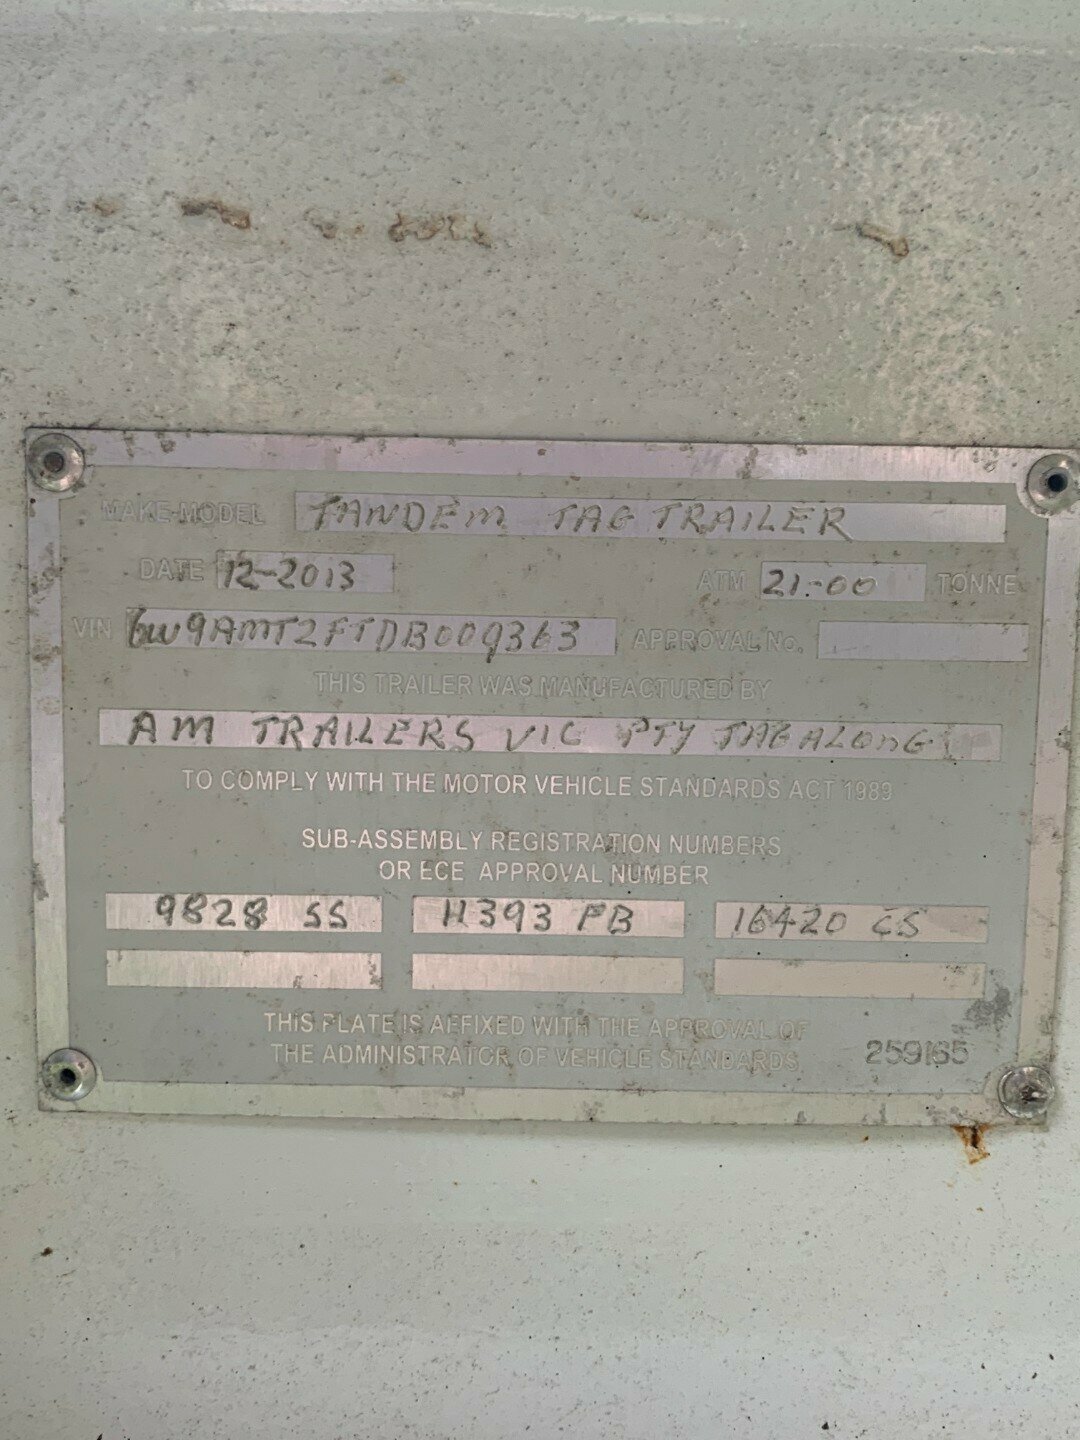 MAKE-MODEL TANDEM TAG TRAILER
DATE 12-2013 ATM 21.-00 TONNE
VIN 6W9AMT2FTDB009363 APPROVAL No.
THIS TRAILER WAS MANUFACTURED BY
AM TRAILERS VIC PTY TAGALONG
TO COMPLY WITH THE MOTOR VEHICLE STANDARDS ACT 1989
SUB-ASSEMBLY REGISTRATION NUMBERS
OR ECE APPROVAL NUMBER
9828 SS H393 PB 16420 CS
THIS PLATE IS AFFIXED WITH THE APPROVAL OF
THE ADMINISTRATOR OF VEHICLE STANDARDS 259165